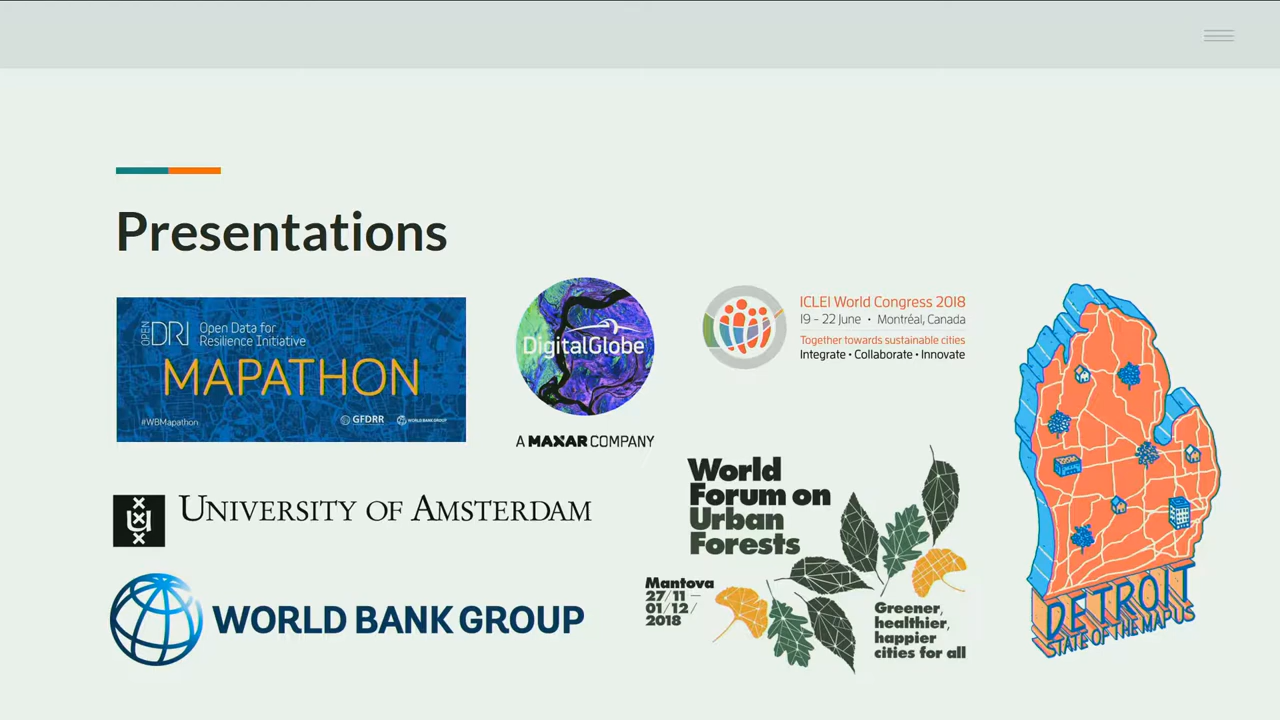 Presentations
OPEN DRI Open Data for
Resilience Initiative
MAPATHON
#WBMapathon GFDRR WORLD BANK GROUP
DigitalGlobe
A MAXAR COMPANY
ICLEI World Congress 2018
19 – 22 June • Montréal, Canada
Together towards sustainable cities
Integrate • Collaborate • Innovate
UNIVERSITY OF AMSTERDAM
WORLD BANK GROUP
World
Forum on
Urban
Forests
Mantova
27/11 —
01/12/
2018
Greener,
healthier,
happier
cities for all
DETROIT
STATE OF THE MAP US